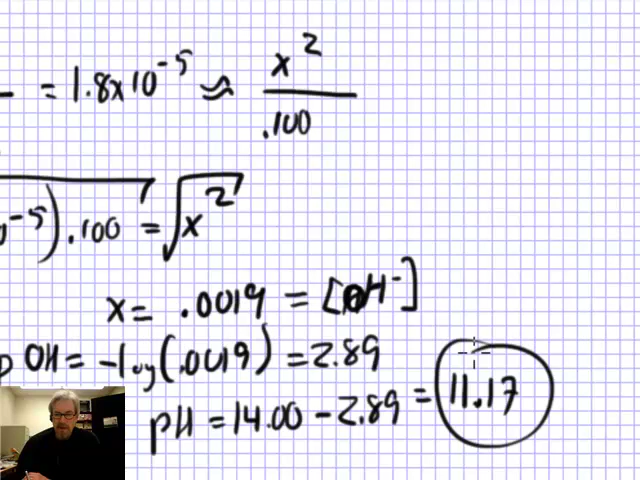 = 1.8x10⁻⁵ ≈ x² / .100
⁻⁵) .100 = √x²
x = .0019 = [OH⁻]
OH = -log(.0019) = 2.89
pH = 14.00 - 2.89 = 11.17